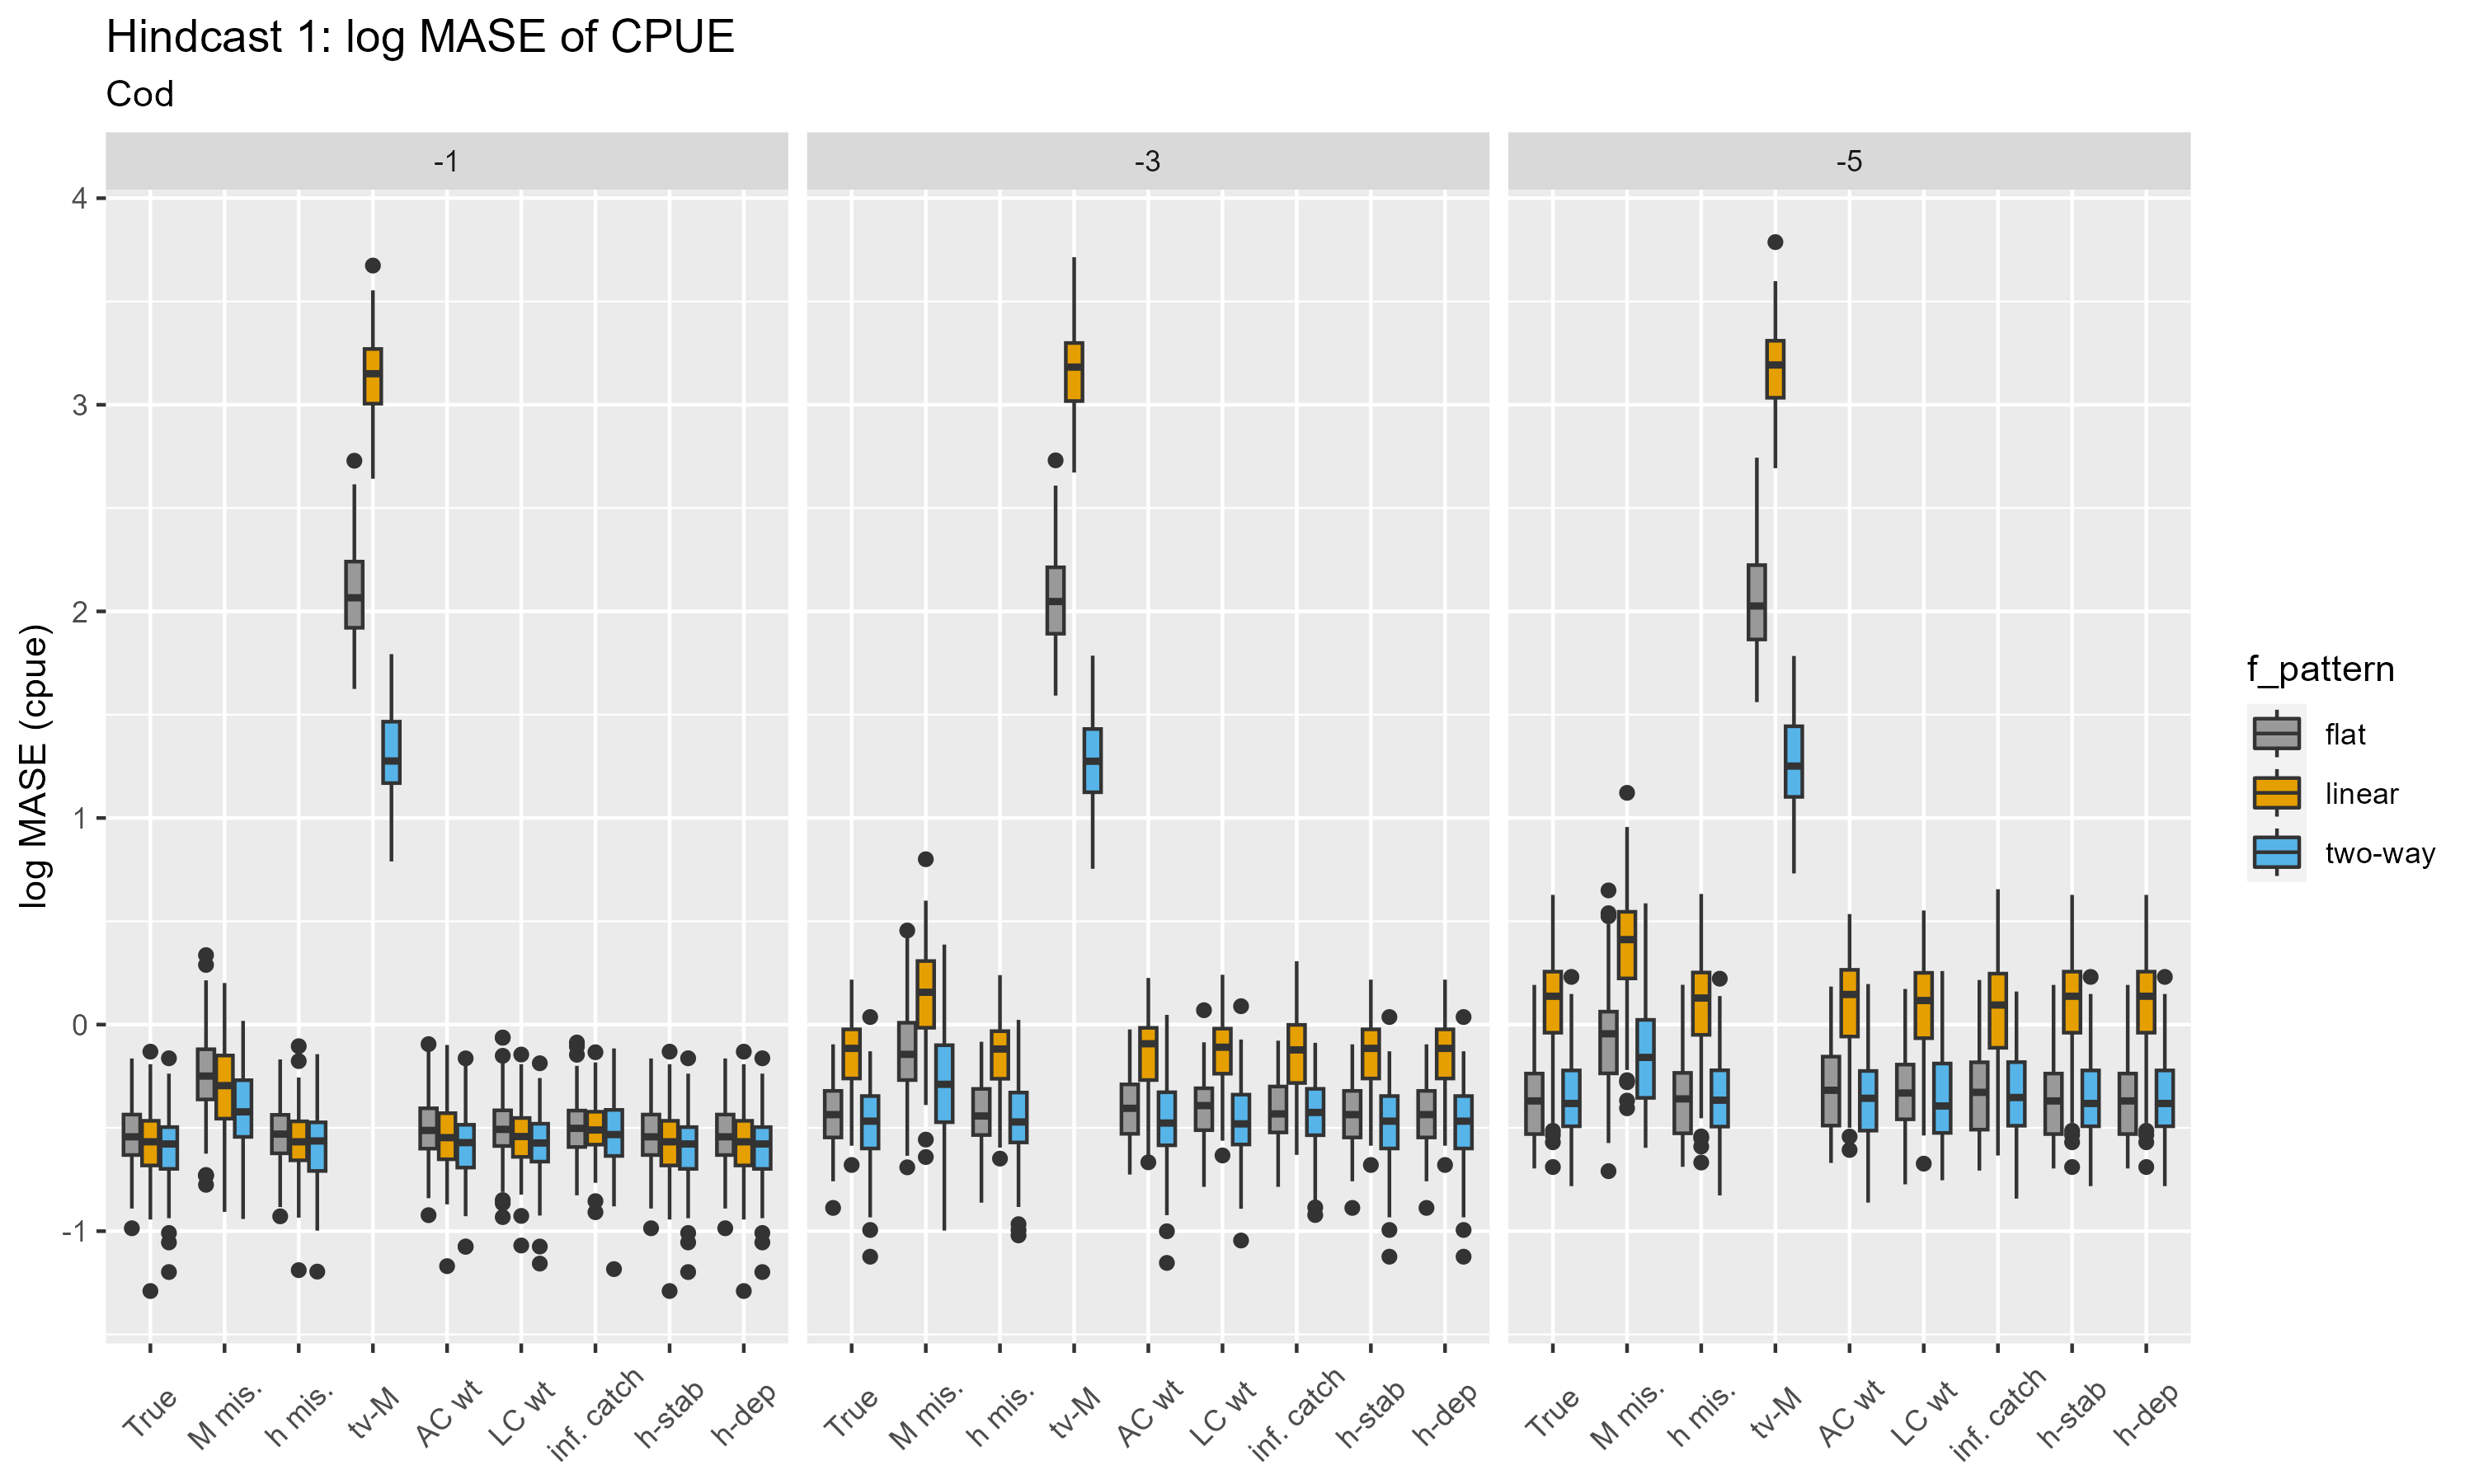 Hindcast 1: log MASE of CPUE
Cod
-1
-3
-5
log MASE (cpue)
4
3
2
1
0
-1
True
M mis.
h mis.
tv-M
AC wt
LC wt
inf. catch
h-stab
h-dep
True
M mis.
h mis.
tv-M
AC wt
LC wt
inf. catch
h-stab
h-dep
True
M mis.
h mis.
tv-M
AC wt
LC wt
inf. catch
h-stab
h-dep
f_pattern
flat
linear
two-way